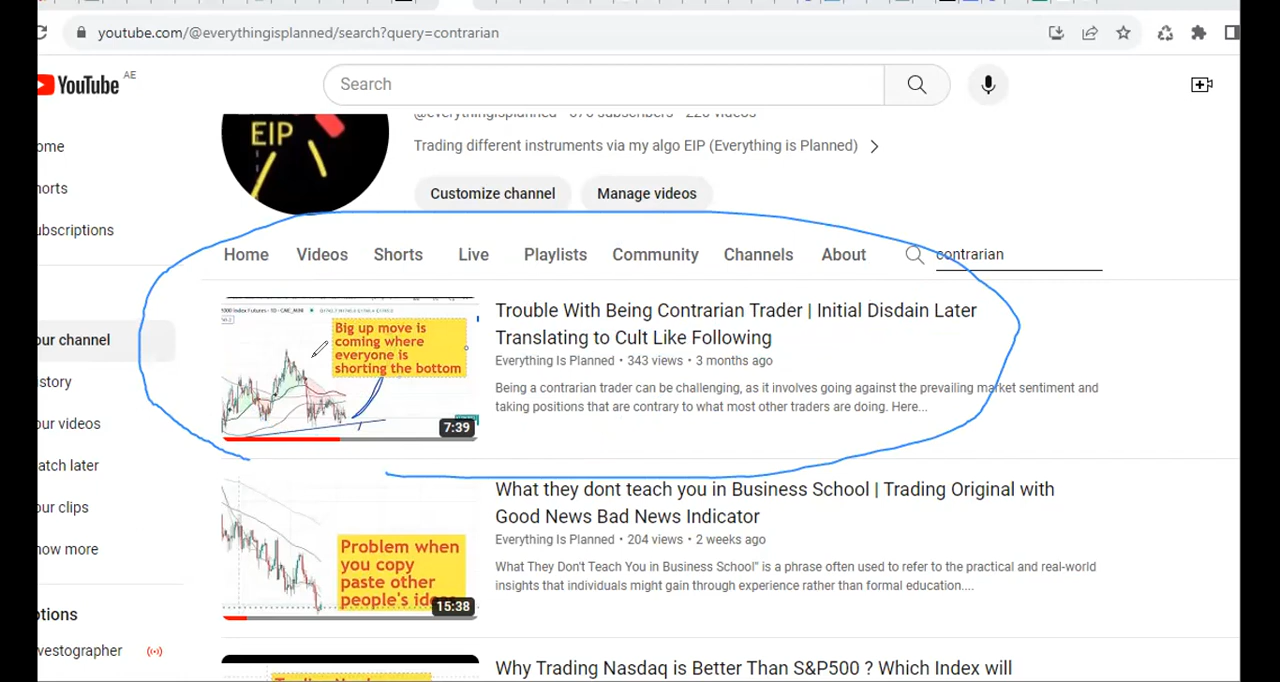 youtube.com/@everythingisplanned/search?query=contrarian
YouTube AE
Search
EIP
@everythingisplanned
Trading different instruments via my algo EIP (Everything is Planned)
Customize channel
Manage videos
ome
horts
ubscriptions
our channel
story
our videos
atch later
our clips
how more
ptions
vestographer
Home Videos Shorts Live Playlists Community Channels About contrarian
Big up move is
coming where
everyone is
shorting the bottom
7:39
Trouble With Being Contrarian Trader | Initial Disdain Later
Translating to Cult Like Following
Everything Is Planned • 343 views • 3 months ago
Being a contrarian trader can be challenging, as it involves going against the prevailing market sentiment and
taking positions that are contrary to what most other traders are doing. Here...
Problem when
you copy
paste other
people's
15:38
What they dont teach you in Business School | Trading Original with
Good News Bad News Indicator
Everything Is Planned • 204 views • 2 weeks ago
What They Don't Teach You in Business School" is a phrase often used to refer to the practical and real-world
insights that individuals might gain through experience rather than formal education....
Why Trading Nasdaq is Better Than S&P500 ? Which Index will